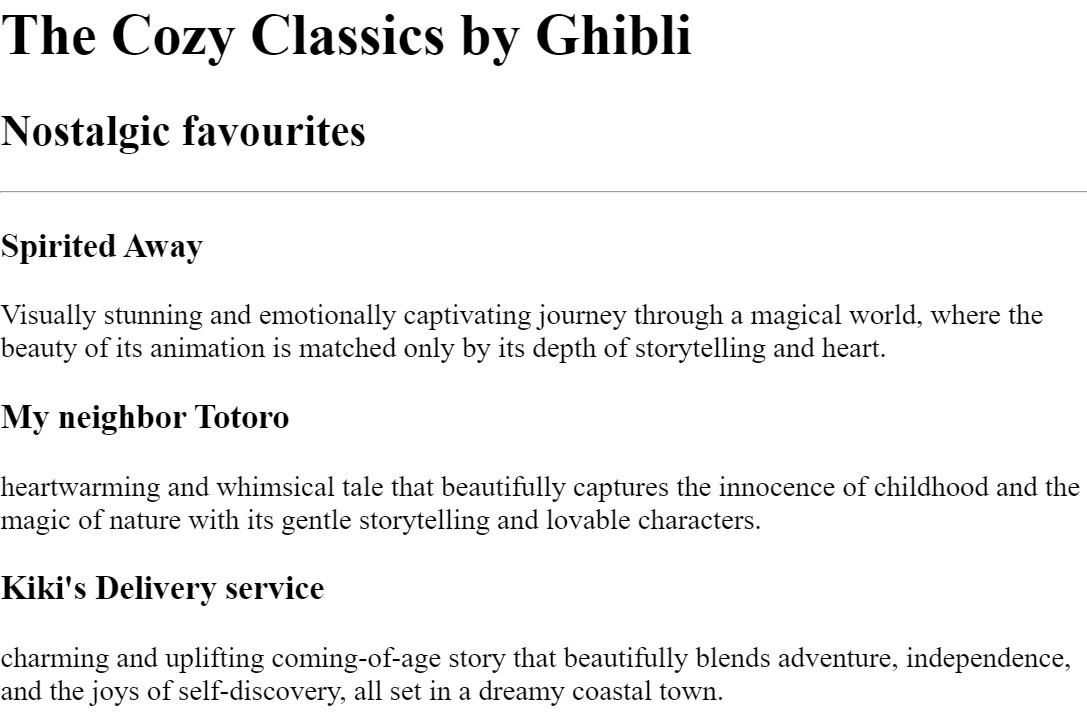 The Cozy Classics by Ghibli
Nostalgic favourites
Spirited Away
Visually stunning and emotionally captivating journey through a magical world, where the
beauty of its animation is matched only by its depth of storytelling and heart.
My neighbor Totoro
heartwarming and whimsical tale that beautifully captures the innocence of childhood and the
magic of nature with its gentle storytelling and lovable characters.
Kiki's Delivery service
charming and uplifting coming-of-age story that beautifully blends adventure, independence,
and the joys of self-discovery, all set in a dreamy coastal town.